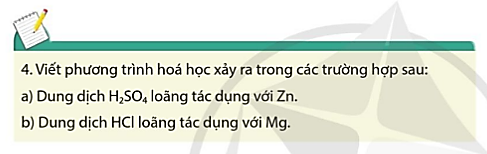 4. Viết phương trình hoá học xảy ra trong các trường hợp sau:
a) Dung dịch H₂SO₄ loãng tác dụng với Zn.
b) Dung dịch HCl loãng tác dụng với Mg.